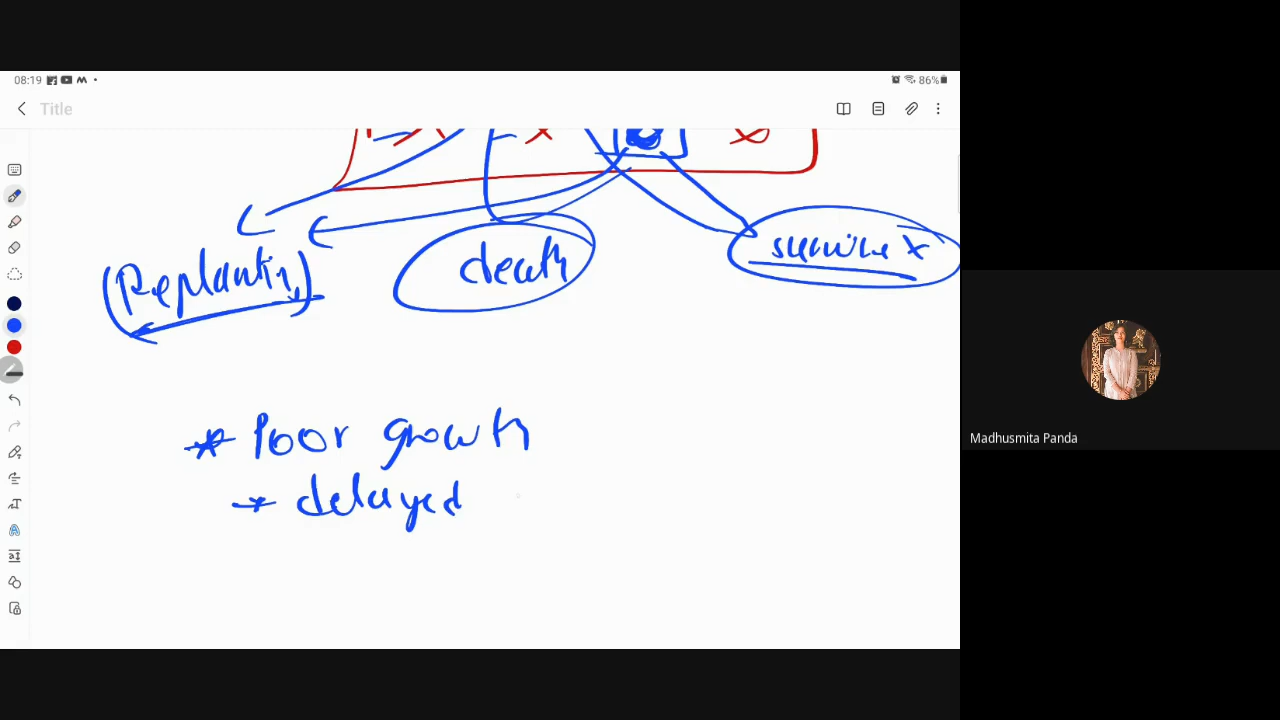 08:19 86%
Title
death
survive x
(Replanting)
* Poor growth
* delayed
Madhusmita Panda